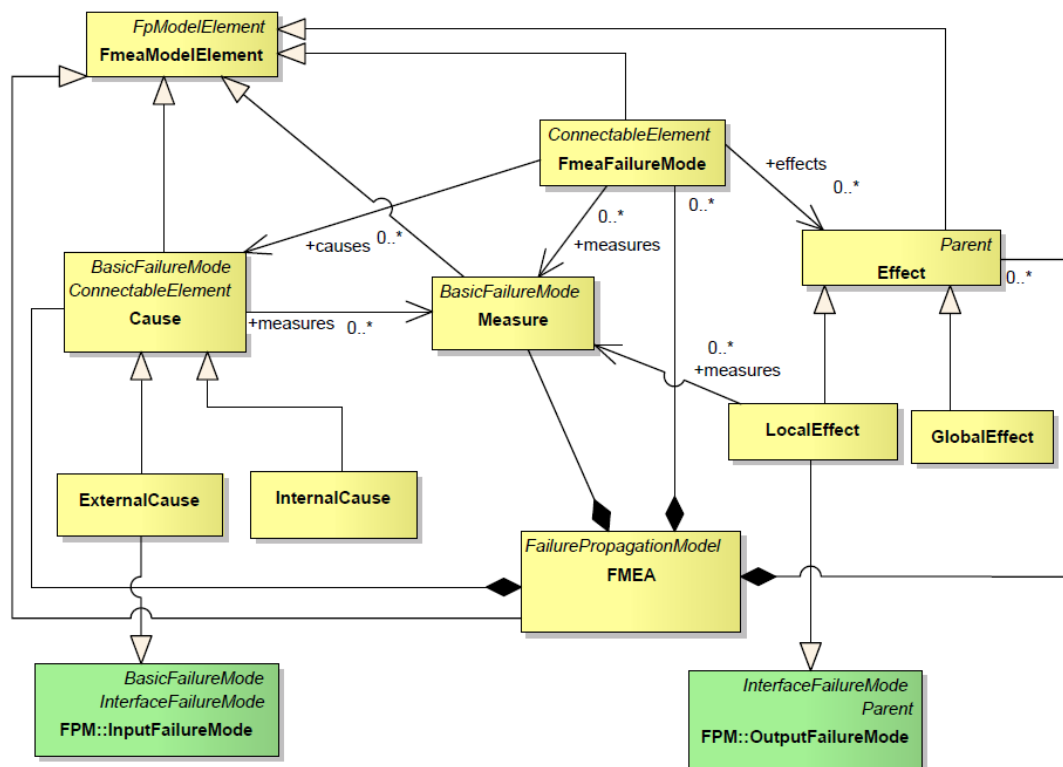 FpModelElement
FmeaModelElement
ConnectableElement
FmeaFailureMode
+effects
0..*
0..*
0..*
+measures
+causes
0..*
Parent
Effect
0..*
BasicFailureMode
ConnectableElement
Cause
BasicFailureMode
Measure
+measures
0..*
0..*
+measures
LocalEffect
GlobalEffect
ExternalCause
InternalCause
FailurePropagationModel
FMEA
BasicFailureMode
InterfaceFailureMode
FPM::InputFailureMode
InterfaceFailureMode
Parent
FPM::OutputFailureMode